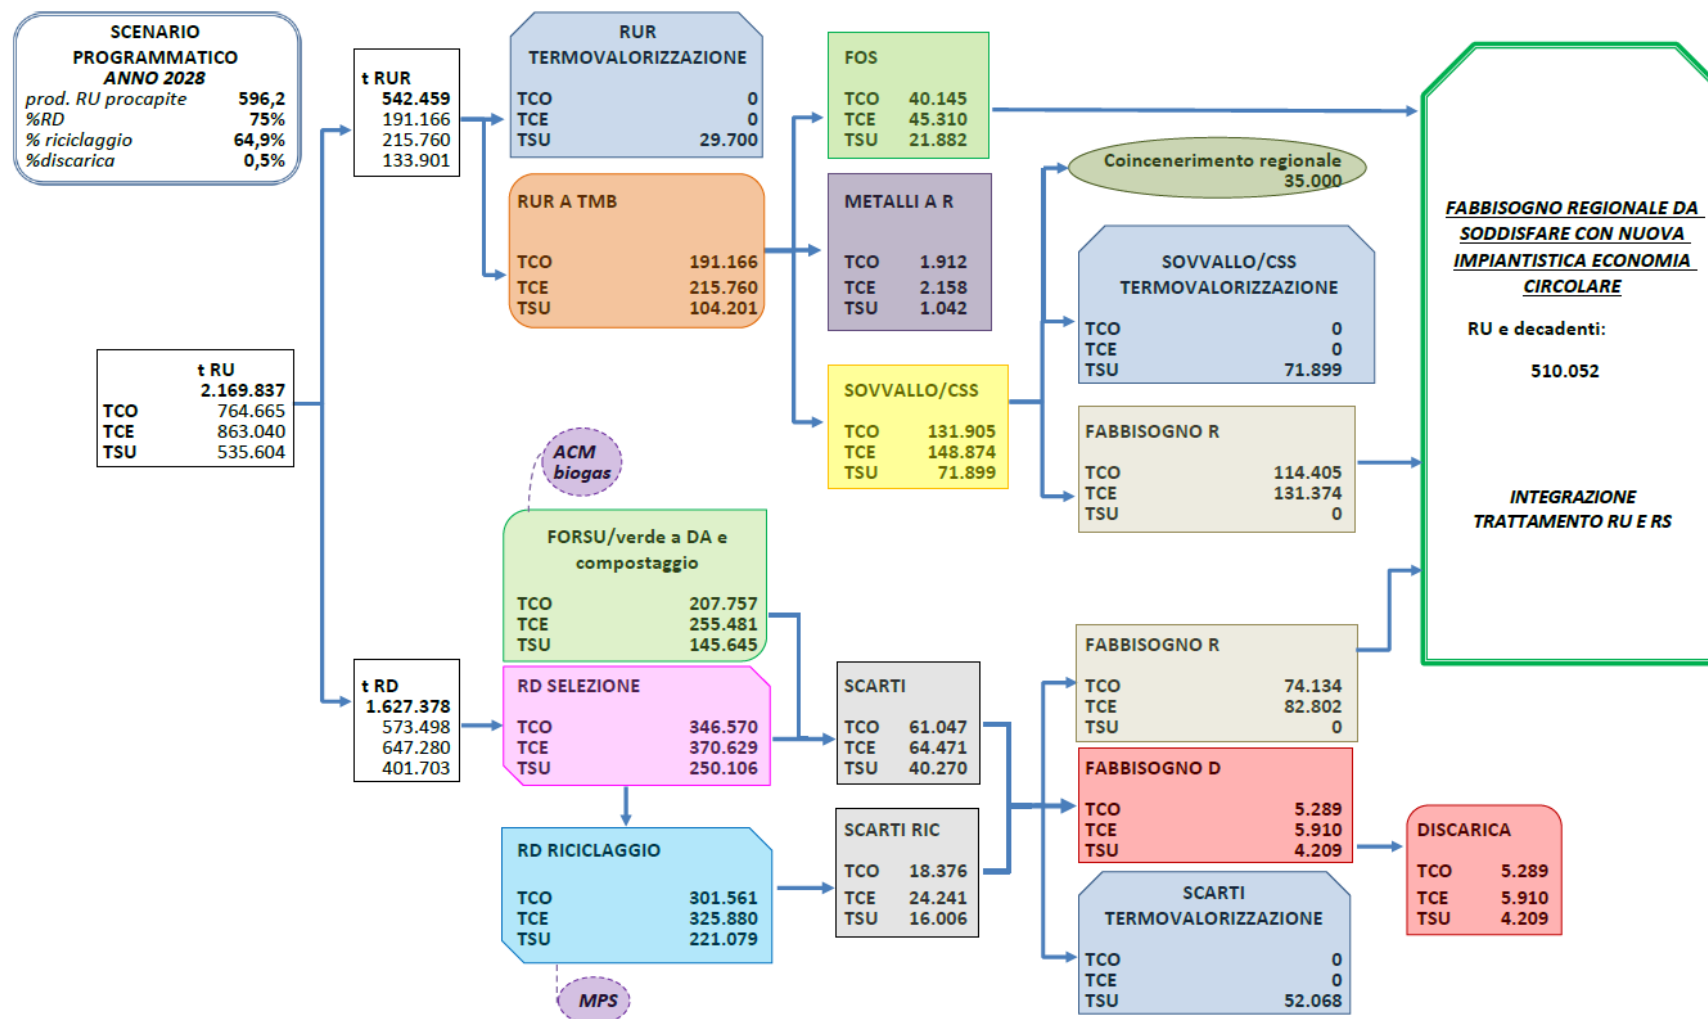 SCENARIO
PROGRAMMATICO
ANNO 2028
prod. RU procapite 596,2
%RD 75%
% riciclaggio 64,9%
%discarica 0,5%
t RU
2.169.837
TCO 764.665
TCE 863.040
TSU 535.604
t RUR
542.459
191.166
215.760
133.901
t RD
1.627.378
573.498
647.280
401.703
RUR
TERMOVALORIZZAZIONE
TCO 0
TCE 0
TSU 29.700
RUR A TMB
TCO 191.166
TCE 215.760
TSU 104.201
ACM
biogas
FORSU/verde a DA e
compostaggio
TCO 207.757
TCE 255.481
TSU 145.645
RD SELEZIONE
TCO 346.570
TCE 370.629
TSU 250.106
RD RICICLAGGIO
TCO 301.561
TCE 325.880
TSU 221.079
MPS
FOS
TCO 40.145
TCE 45.310
TSU 21.882
METALLI A R
TCO 1.912
TCE 2.158
TSU 1.042
SOVVALLO/CSS
TCO 131.905
TCE 148.874
TSU 71.899
SCARTI
TCO 61.047
TCE 64.471
TSU 40.270
SCARTI RIC
TCO 18.376
TCE 24.241
TSU 16.006
Coincenerimento regionale
35.000
SOVVALLO/CSS
TERMOVALORIZZAZIONE
TCO 0
TCE 0
TSU 71.899
FABBISOGNO R
TCO 114.405
TCE 131.374
TSU 0
FABBISOGNO R
TCO 74.134
TCE 82.802
TSU 0
FABBISOGNO D
TCO 5.289
TCE 5.910
TSU 4.209
SCARTI
TERMOVALORIZZAZIONE
TCO 0
TCE 0
TSU 52.068
DISCARICA
TCO 5.289
TCE 5.910
TSU 4.209
FABBISOGNO REGIONALE DA
SODDISFARE CON NUOVA
IMPIANTISTICA ECONOMIA
CIRCOLARE
RU e decadenti:
510.052
INTEGRAZIONE
TRATTAMENTO RU E RS